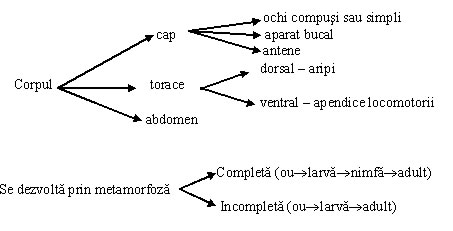 ochi compuși sau simpli
cap
aparat bucal
antene
dorsal – aripi
Corpul
torace
ventral – apendice locomotorii
abdomen
Completă (ou→larvă→nimfă→adult)
Se dezvoltă prin metamorfoză
Incompletă (ou→larvă→adult)